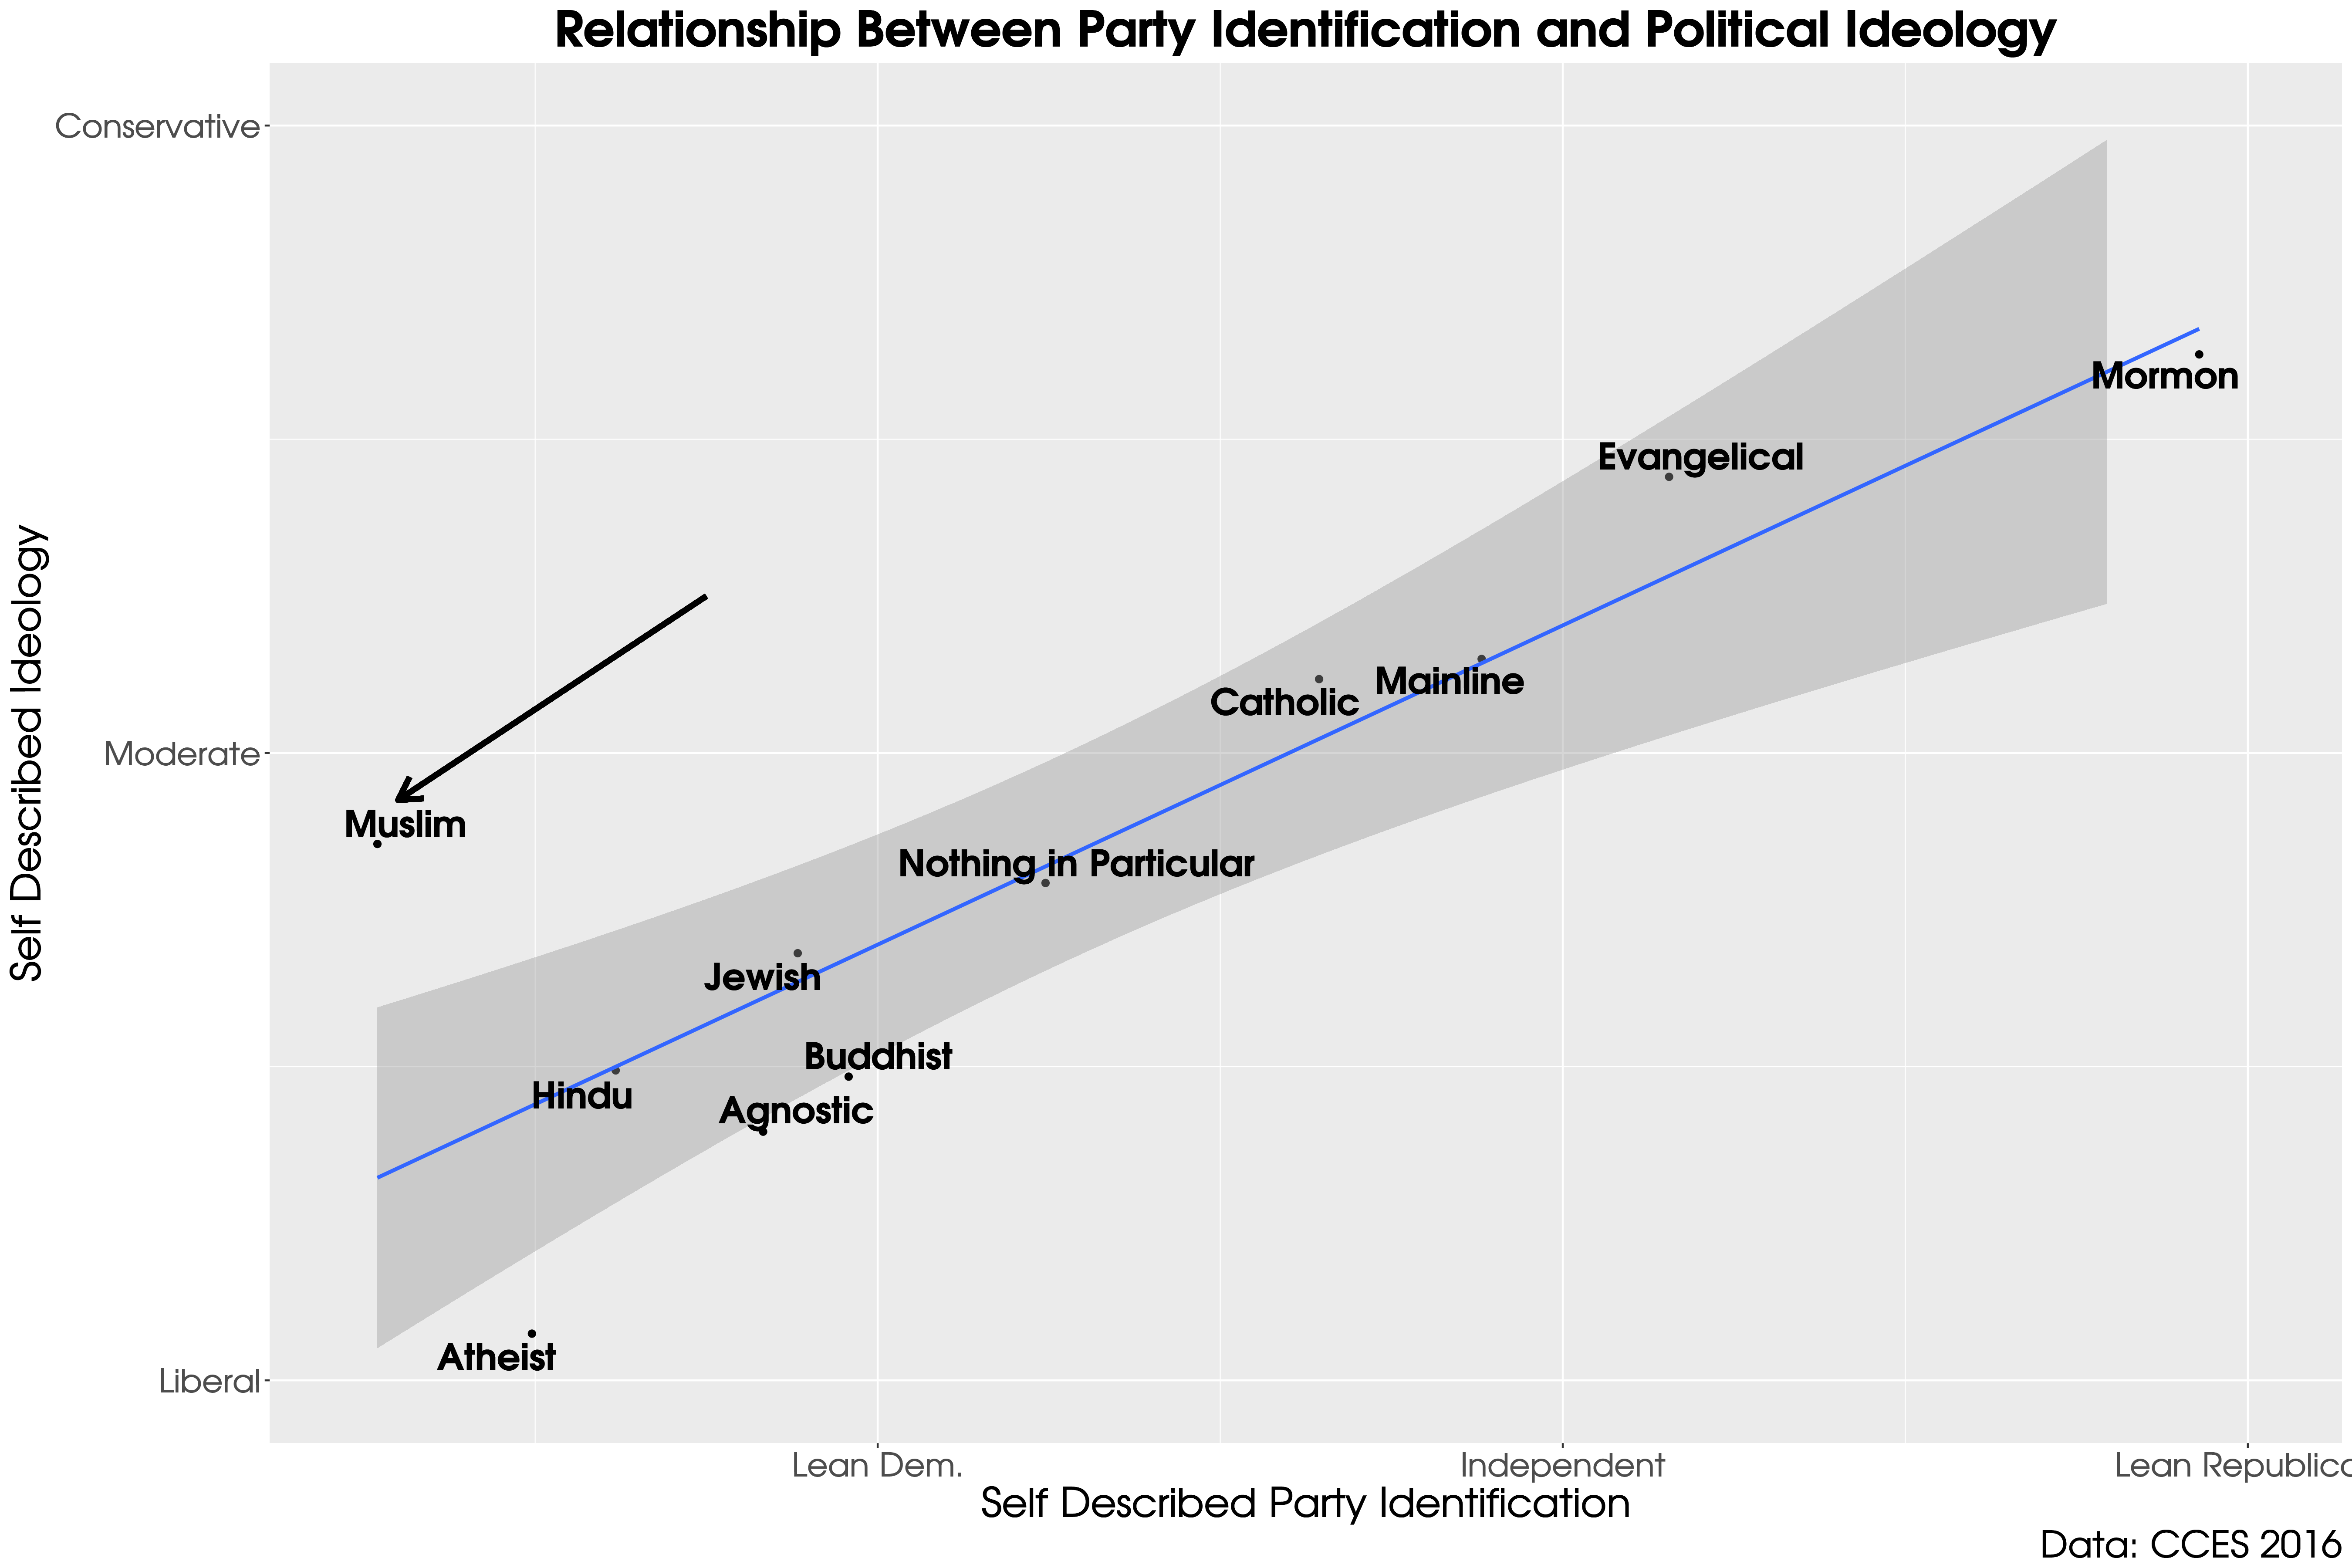 Relationship Between Party Identification and Political Ideology
Conservative
Mormon
Evangelical
Mainline
Catholic
Moderate
Muslim
Nothing in Particular
Jewish
Buddhist
Hindu
Agnostic
Atheist
Liberal
Self Described Ideology
Lean Dem.
Independent
Lean Republic
Self Described Party Identification
Data: CCES 2016